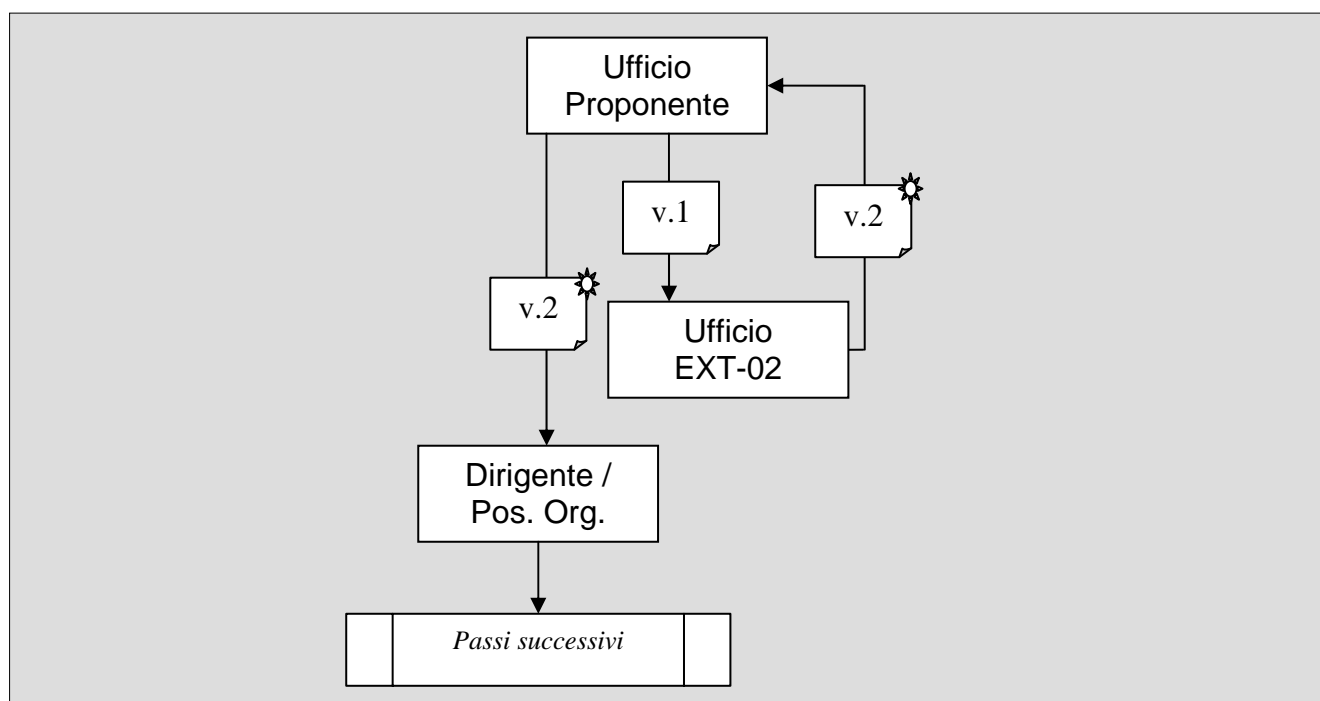 Ufficio
Proponente
v.1
v.2
v.2
Ufficio
EXT-02
Dirigente /
Pos. Org.
Passi successivi